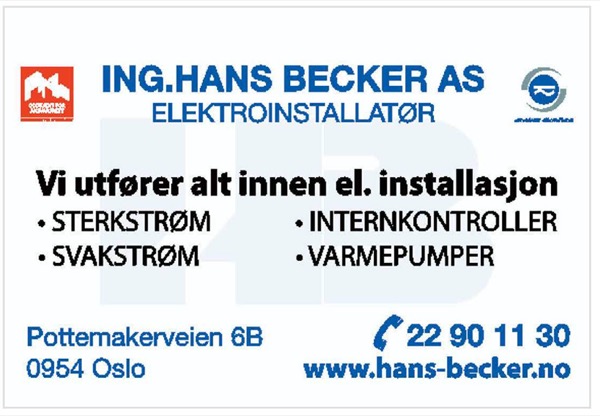 ING.HANS BECKER AS
ELEKTROINSTALLATØR
Vi utfører alt innen el. installasjon
• STERKSTRØM
• SVAKSTRØM
• INTERNKONTROLLER
• VARMEPUMPER
Pottemakerveien 6B
0954 Oslo
22 90 11 30
www.hans-becker.no
HB